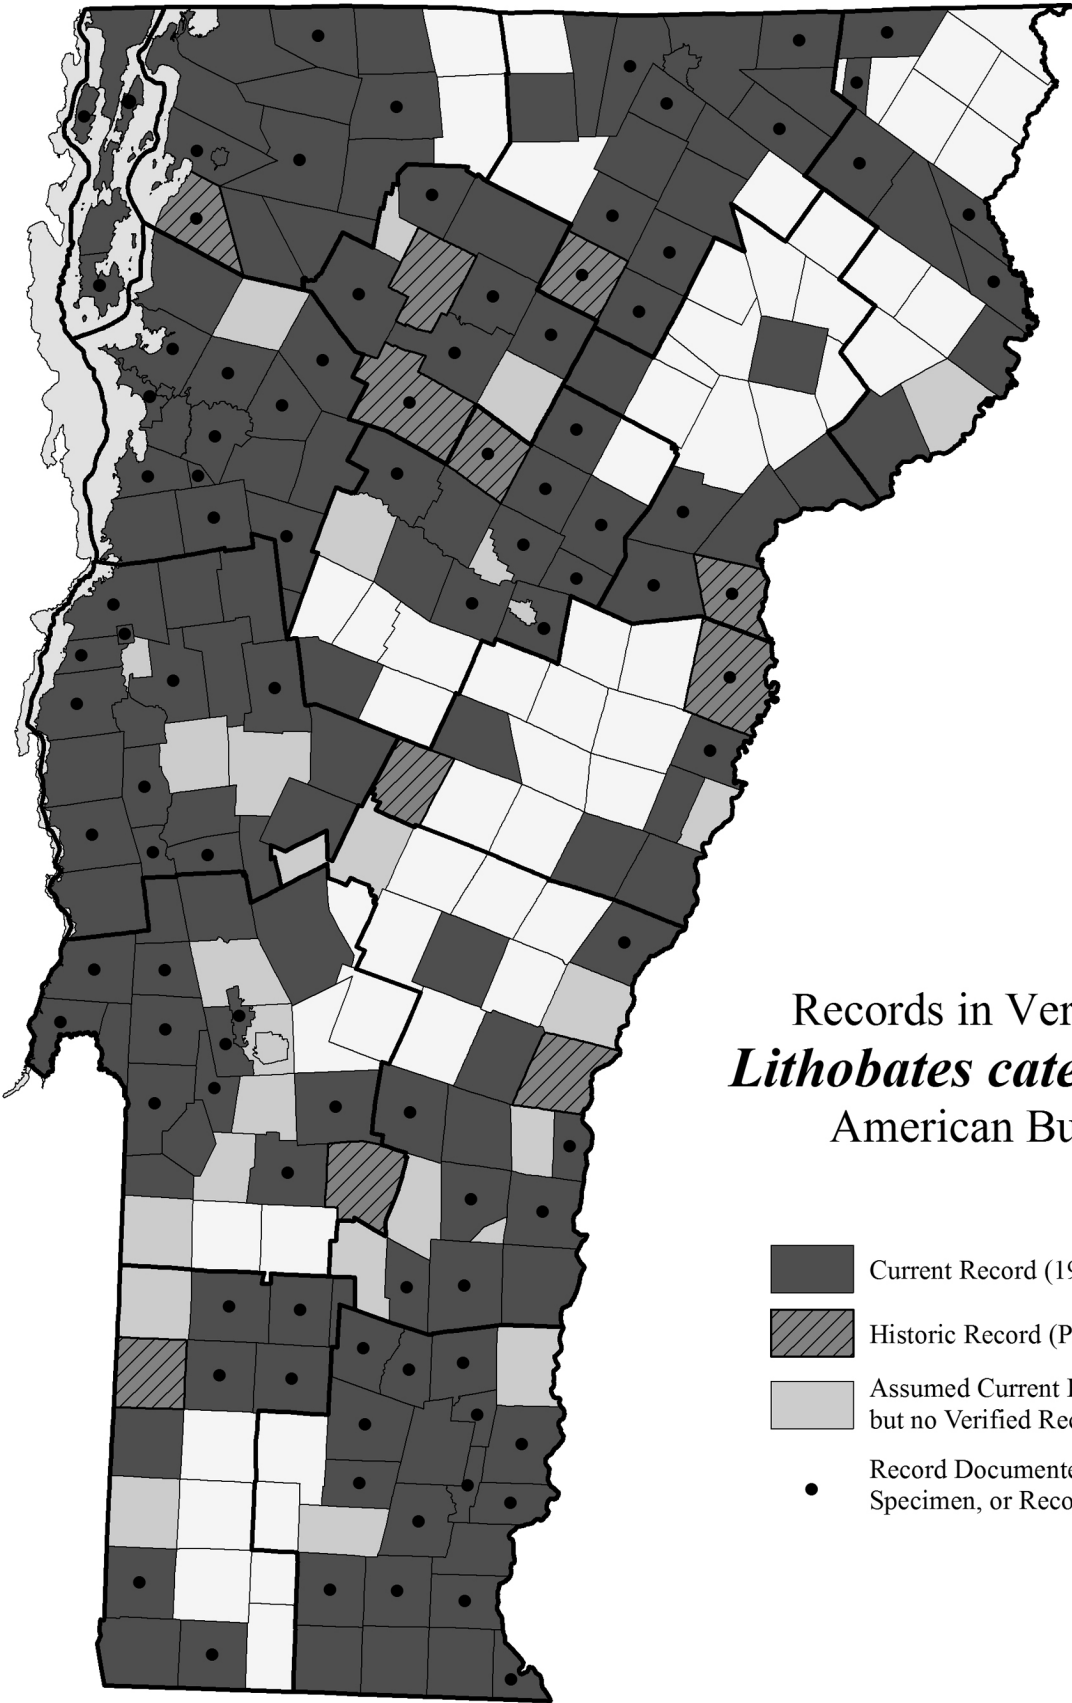 Records in Ver
Lithobates cate
American Bu
Current Record (19
Historic Record (P
Assumed Current
but no Verified Rec
Record Documente
Specimen, or Reco